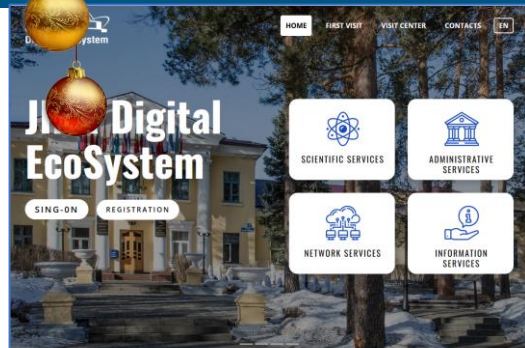 HOME FIRST VISIT VISIT CENTER CONTACTS EN
Digital
EcoSystem
SING-ON REGISTRATION
SCIENTIFIC SERVICES
ADMINISTRATIVE
SERVICES
NETWORK SERVICES
INFORMATION
SERVICES